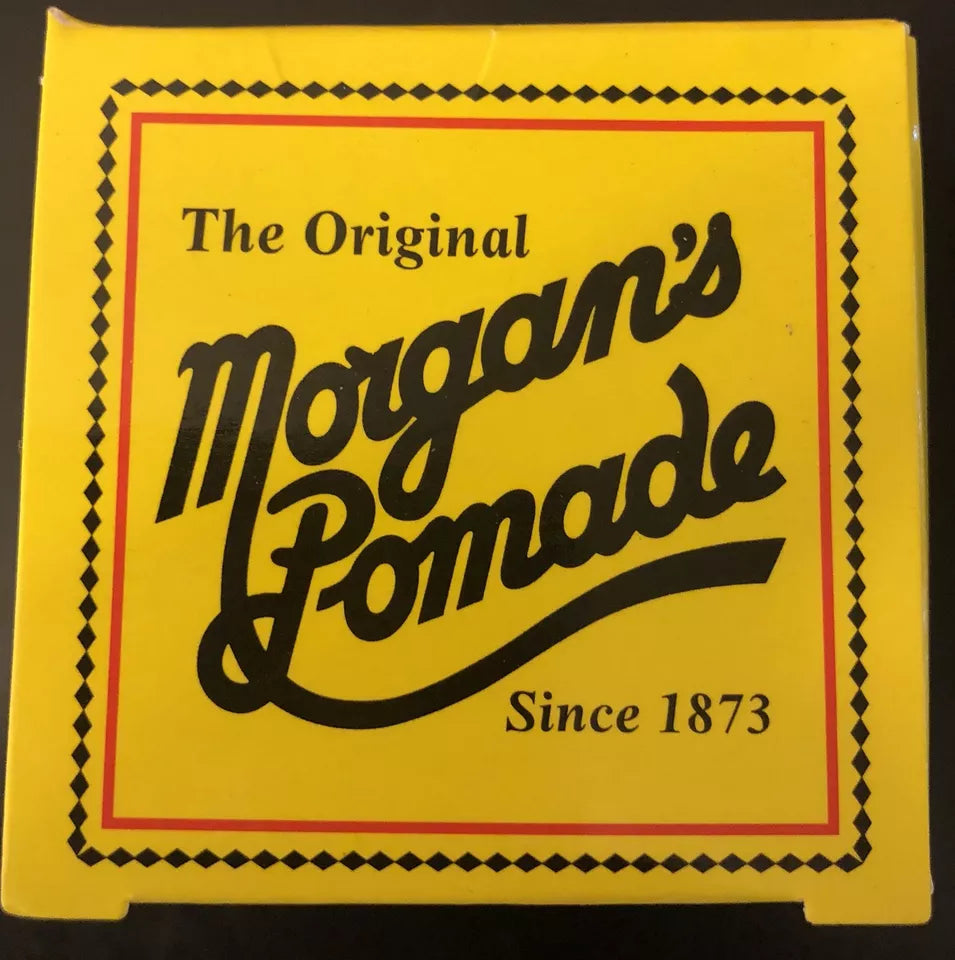 The Original
Morgan's
Pomade
Since 1873